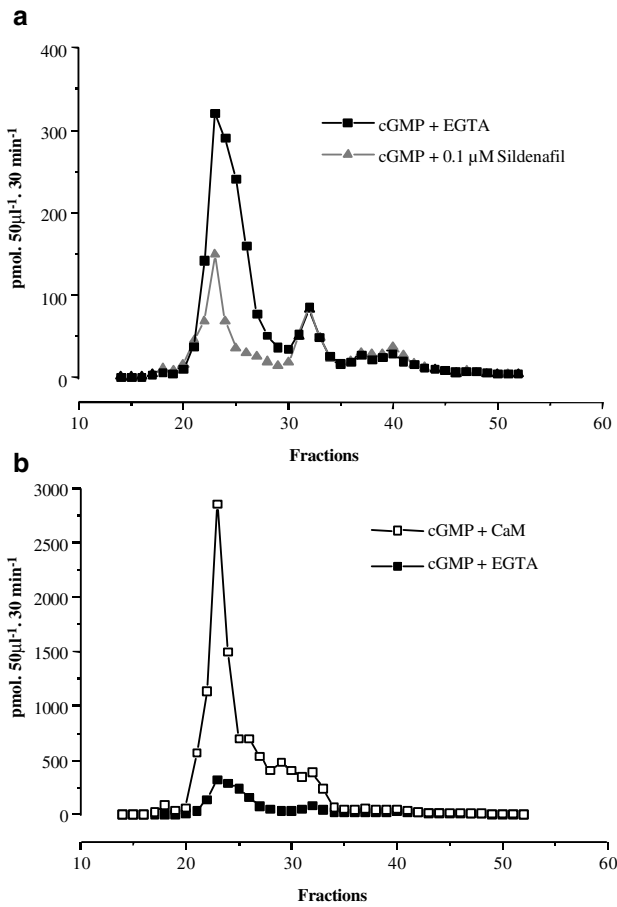 a
400
300
200
100
0
cGMP + EGTA
cGMP + 0.1 µM Sildenafil
pmol. 50µl-1. 30 min-1
10 20 30 40 50 60
Fractions
b
3000
2500
2000
1500
1000
500
0
cGMP + CaM
cGMP + EGTA
pmol. 50µl-1. 30 min-1
10 20 30 40 50 60
Fractions